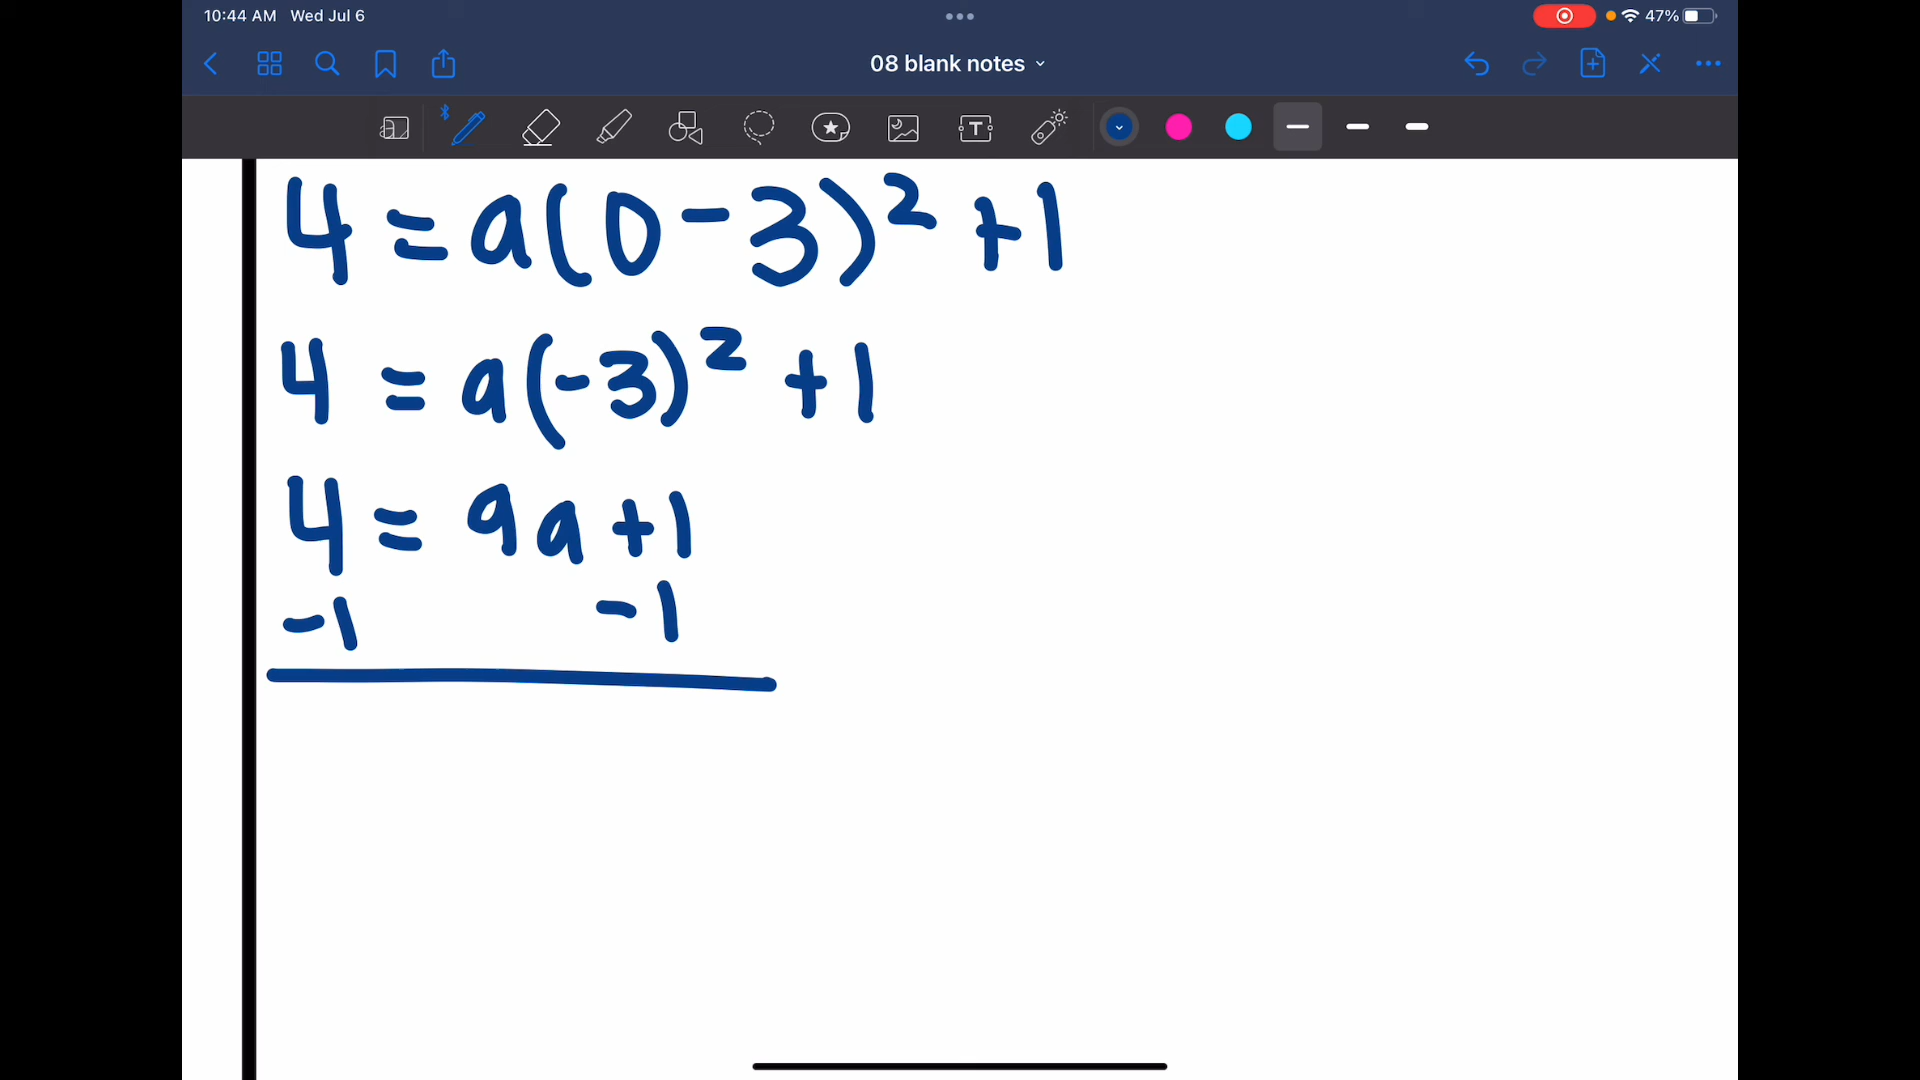 10:44 AM Wed Jul 6
47%
08 blank notes
4 = a(0-3)² +1
4 = a(-3)² +1
4 = 9a +1
-1 -1